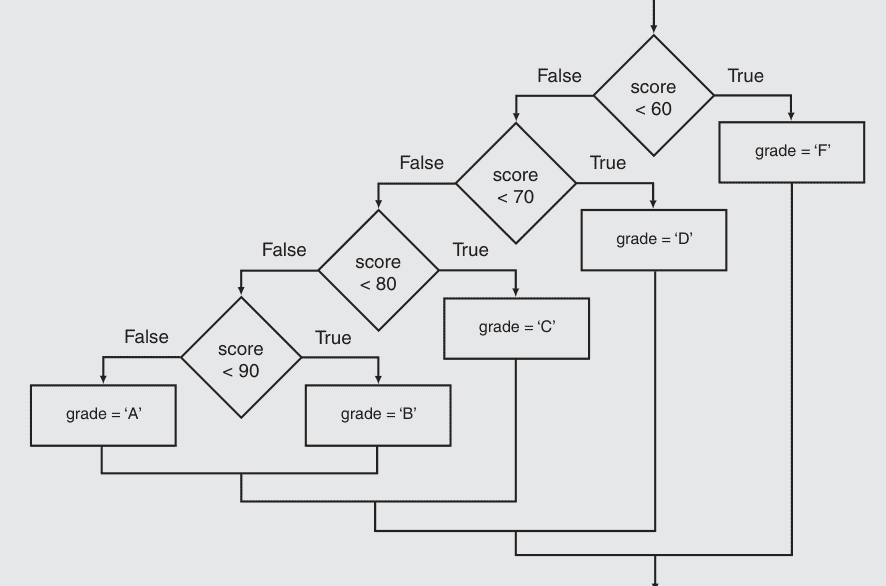 False
score
< 60
True
grade = ‘F’
False
score
< 70
True
grade = ‘D’
False
score
< 80
True
grade = ‘C’
False
score
< 90
True
grade = ‘A’
grade = ‘B’